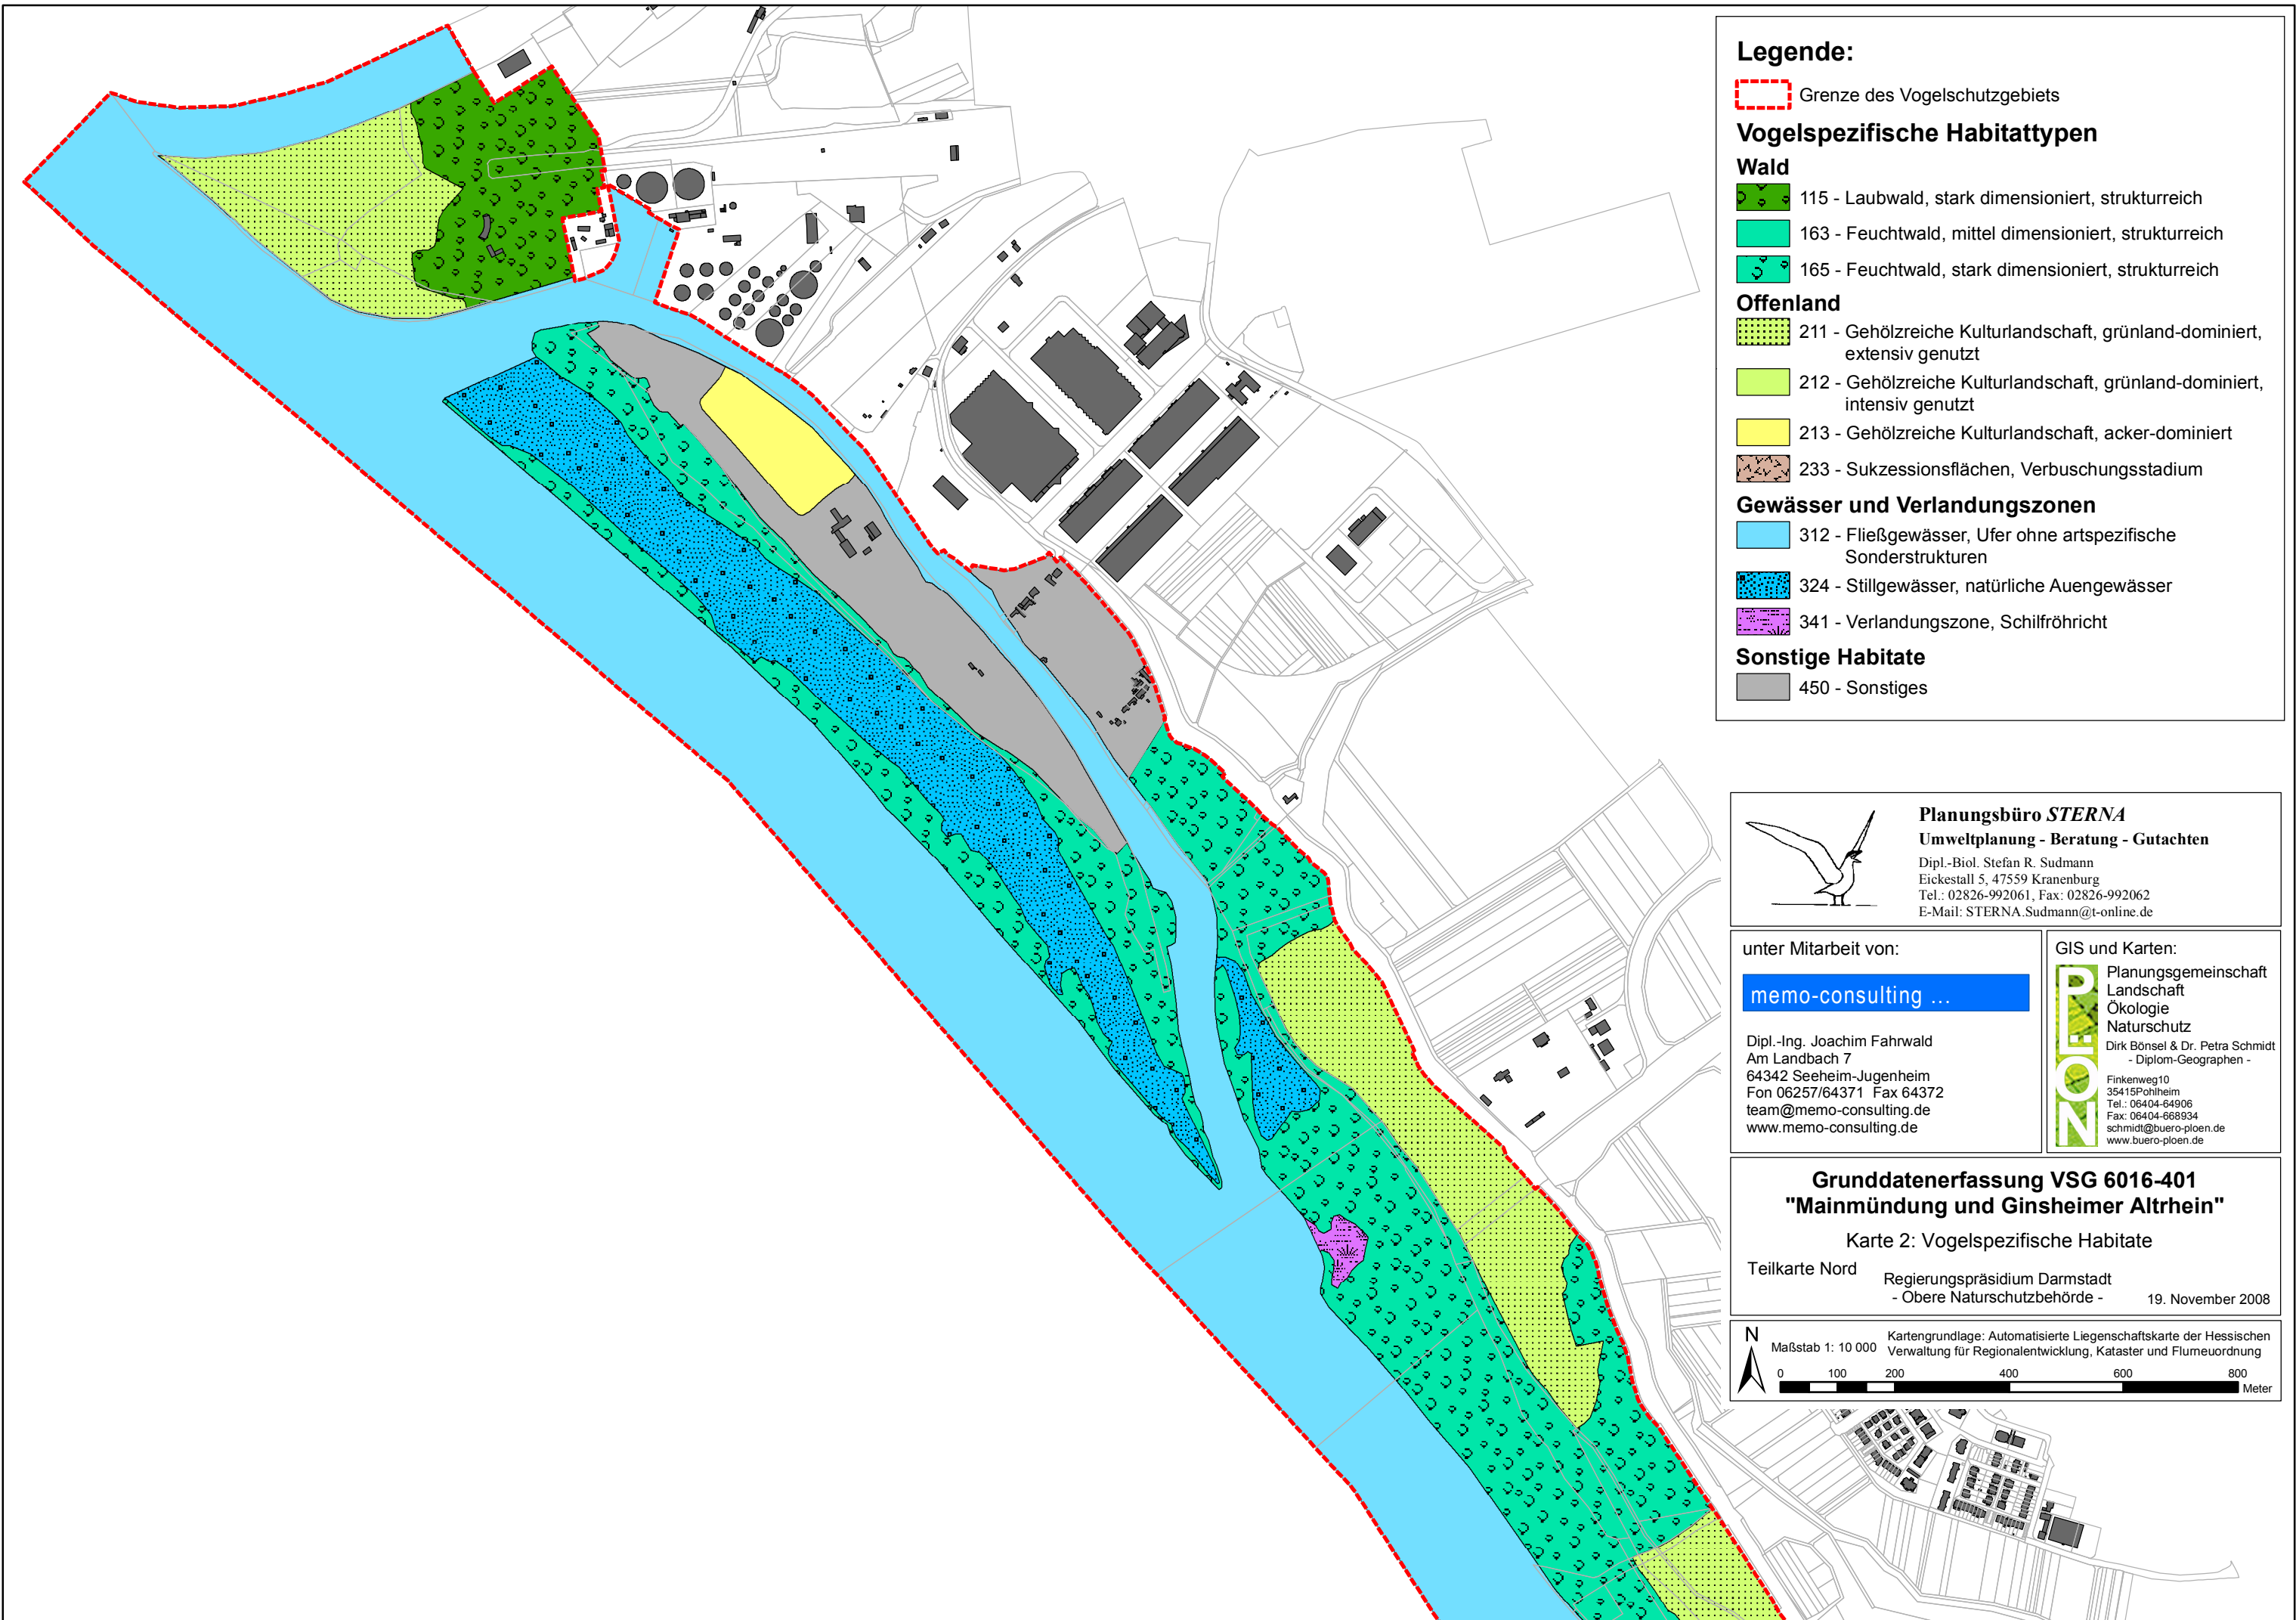 Legende:
Grenze des Vogelschutzgebiets
Vogelspezifische Habitattypen
Wald
115 - Laubwald, stark dimensioniert, strukturreich
163 - Feuchtwald, mittel dimensioniert, strukturreich
165 - Feuchtwald, stark dimensioniert, strukturreich
Offenland
211 - Gehölzreiche Kulturlandschaft, grünland-dominiert,
extensiv genutzt
212 - Gehölzreiche Kulturlandschaft, grünland-dominiert,
intensiv genutzt
213 - Gehölzreiche Kulturlandschaft, acker-dominiert
233 - Sukzessionsflächen, Verbuschungsstadium
Gewässer und Verlandungszonen
312 - Fließgewässer, Ufer ohne artspezifische
Sonderstrukturen
324 - Stillgewässer, natürliche Auengewässer
341 - Verlandungszone, Schilfröhricht
Sonstige Habitate
450 - Sonstiges
Planungsbüro STERNA
Umweltplanung - Beratung - Gutachten
Dipl.-Biol. Stefan R. Sudmann
Eickestall 5, 47559 Kranenburg
Tel.: 02826-992061, Fax: 02826-992062
E-Mail: STERNA.Sudmann@t-online.de
unter Mitarbeit von:
memo-consulting ...
Dipl.-Ing. Joachim Fahrwald
Am Landbach 7
64342 Seeheim-Jugenheim
Fon 06257/64371 Fax 64372
team@memo-consulting.de
www.memo-consulting.de
GIS und Karten:
PLÖN
Planungsgemeinschaft
Landschaft
Ökologie
Naturschutz
Dirk Bönsel & Dr. Petra Schmidt
- Diplom-Geographen -
Finkenweg10
35415Pohlheim
Tel.: 06404-64906
Fax: 06404-668934
schmidt@buero-ploen.de
www.buero-ploen.de
Grunddatenerfassung VSG 6016-401
"Mainmündung und Ginsheimer Altrhein"
Karte 2: Vogelspezifische Habitate
Teilkarte Nord
Regierungspräsidium Darmstadt
- Obere Naturschutzbehörde -
19. November 2008
N
Maßstab 1: 10 000
Kartengrundlage: Automatisierte Liegenschaftskarte der Hessischen
Verwaltung für Regionalentwicklung, Kataster und Flurneuordnung
0 100 200 400 600 800
Meter